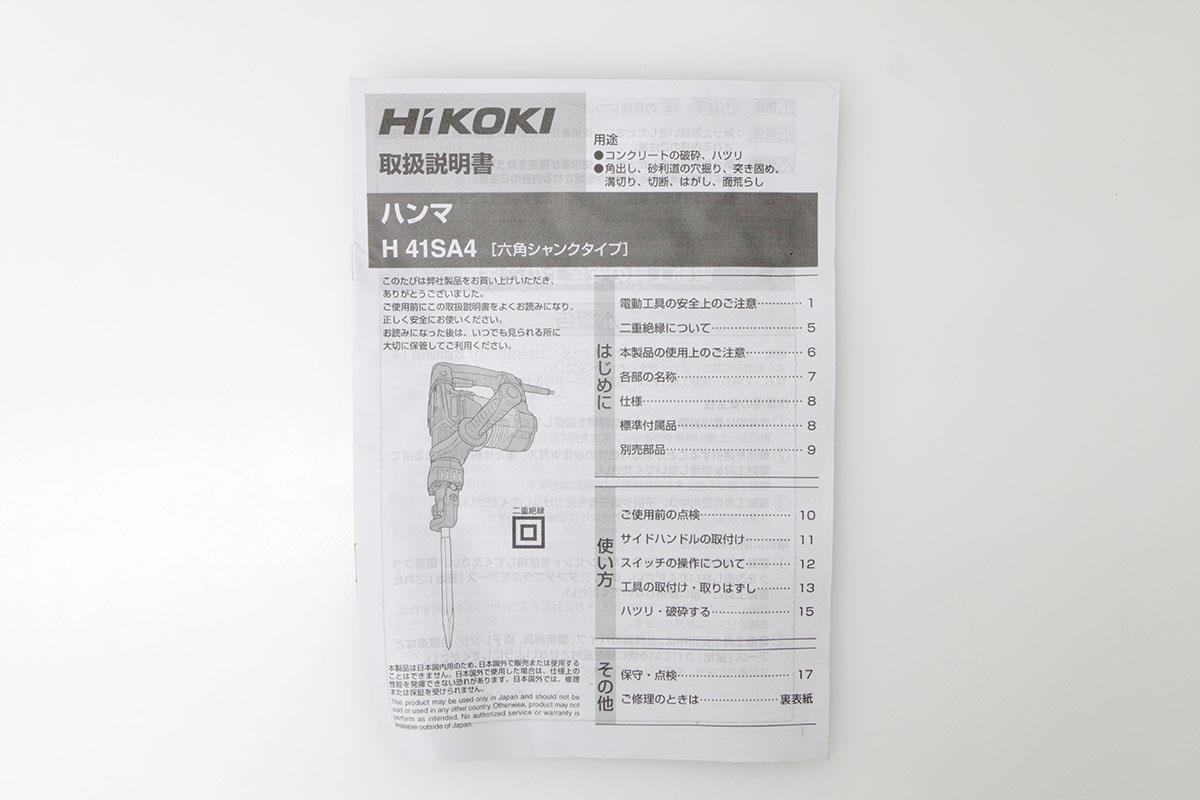 HiKOKI
取扱説明書
用途
●コンクリートの破砕、ハツリ
●角出し、砂利道の穴掘り、突き固め、
溝切り、切断、はがし、面荒らし
ハンマ
H 41SA4 [六角シャンクタイプ]
このたびは弊社製品をお買い上げいただき、
ありがとうございました。
ご使用前にこの取扱説明書をよくお読みになり、
正しく安全にお使いください。
お読みになった後は、いつでも見られる所に
大切に保管してご利用ください。
二重絶縁
本製品は日本国内用のため、日本国外で販売または使用する
ことはできません。日本国外で使用した場合は、仕様上の
性能を発揮できない恐れがあります。日本国外では、修理
または保証を受けられません。
This product may be used only in Japan and should not be
sold or used in any other country. Otherwise, product may not
perform as intended. No authorized service or warranty is
available outside of Japan.
はじめに
電動工具の安全上のご注意………… 1
二重絶縁について………………… 5
本製品の使用上のご注意………… 6
各部の名称………………………… 7
仕様………………………………… 8
標準付属品………………………… 8
別売部品…………………………… 9
使い方
ご使用前の点検…………………… 10
サイドハンドルの取付け………… 11
スイッチの操作について………… 12
工具の取付け・取りはずし……… 13
ハツリ・破砕する………………… 15
その他
保守・点検………………………… 17
ご修理のときは……………… 裏表紙